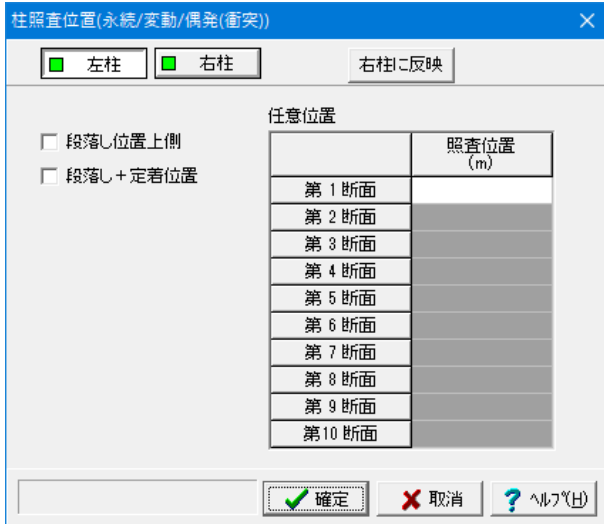 柱照査位置(永続/変動/偶発(衝突))
左柱 右柱 右柱に反映
任意位置
段落し位置上側
段落し+定着位置
照査位置
(m)
第 1 断面
第 2 断面
第 3 断面
第 4 断面
第 5 断面
第 6 断面
第 7 断面
第 8 断面
第 9 断面
第10 断面
確定 取消 ? ヘルプ(H)